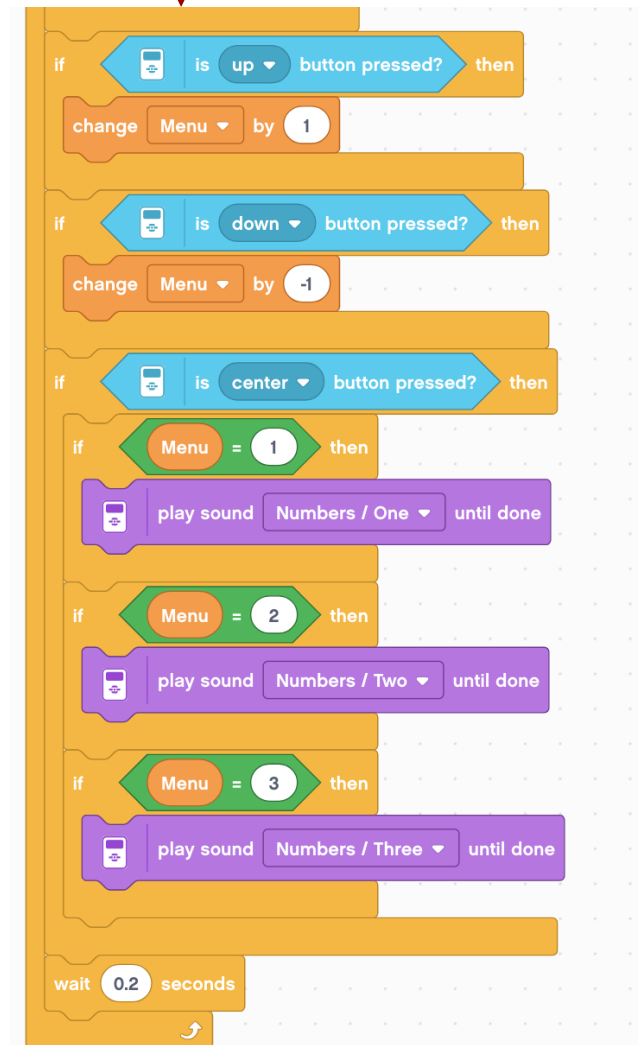 if is up button pressed? then
change Menu by 1
if is down button pressed? then
change Menu by -1
if is center button pressed? then
if Menu = 1 then
play sound Numbers / One until done
if Menu = 2 then
play sound Numbers / Two until done
if Menu = 3 then
play sound Numbers / Three until done
wait 0.2 seconds